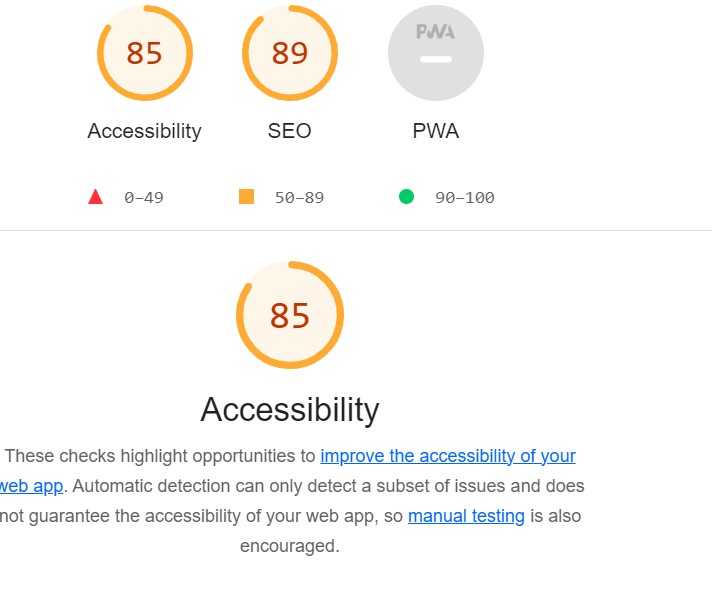 85 89 PWA
Accessibility SEO PWA
0–49 50–89 90–100
85
Accessibility
These checks highlight opportunities to improve the accessibility of your
web app. Automatic detection can only detect a subset of issues and does
not guarantee the accessibility of your web app, so manual testing is also
encouraged.